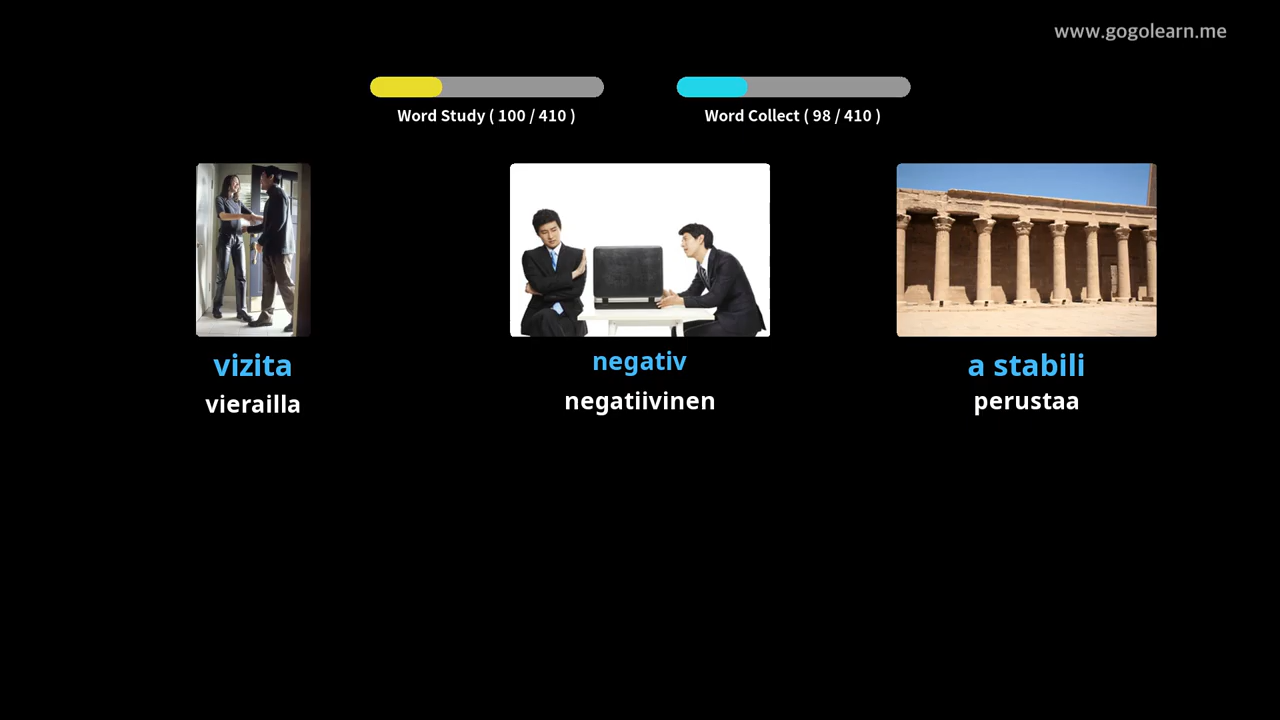 www.gogolearn.me
Word Study ( 100 / 410 )
Word Collect ( 98 / 410 )
vizita
vierailla
negativ
negatiivinen
a stabili
perustaa